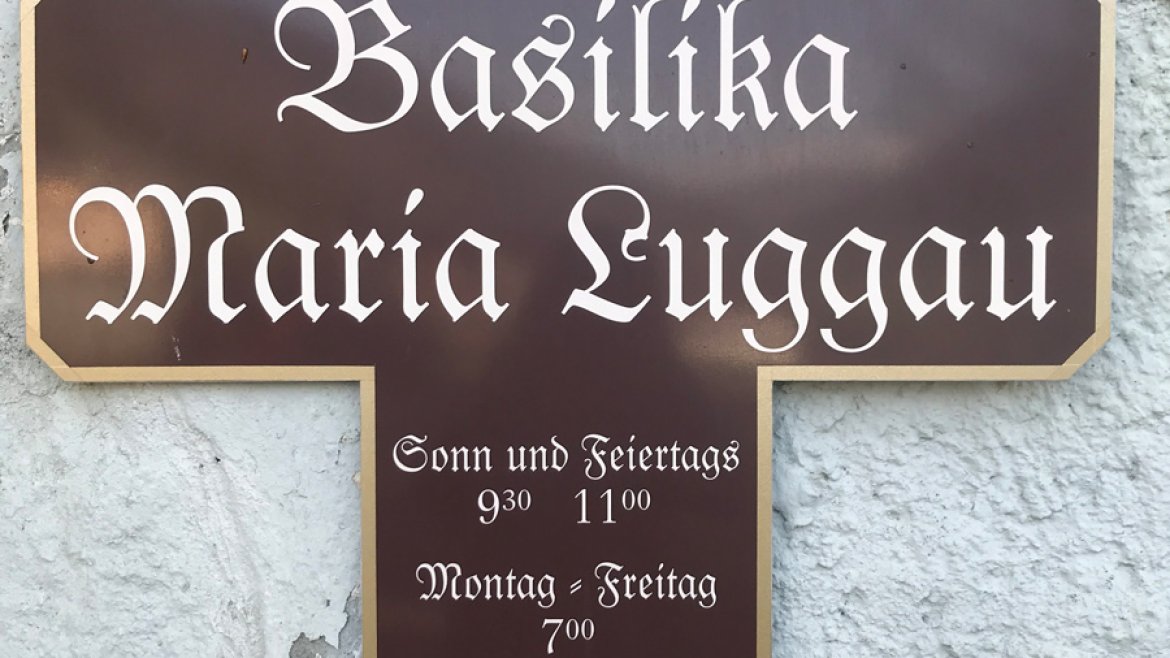 Basilika
Maria Luggau
Sonn und Feiertags
9³⁰ 11⁰⁰
Montag - Freitag
7⁰⁰